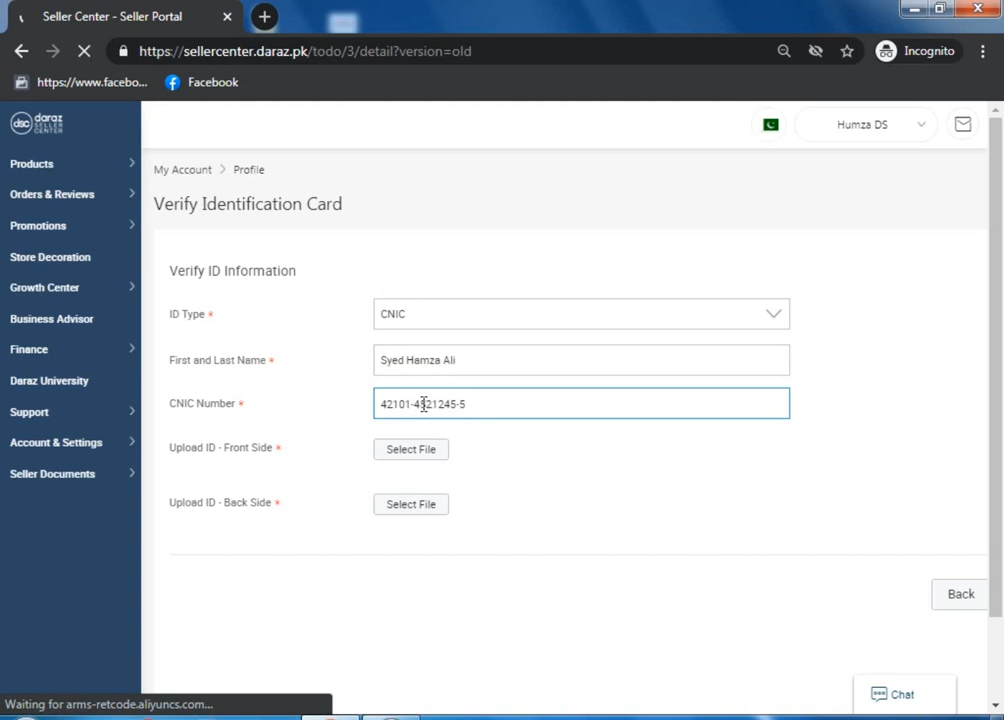 Seller Center - Seller Portal
https://sellercenter.daraz.pk/todo/3/detail?version=old
Incognito
https://www.facebo...
Facebook
dsc daraz SELLER CENTER
Humza DS
Products
Orders & Reviews
Promotions
Store Decoration
Growth Center
Business Advisor
Finance
Daraz University
Support
Account & Settings
Seller Documents
My Account > Profile
Verify Identification Card
Verify ID Information
ID Type * CNIC
First and Last Name * Syed Hamza Ali
CNIC Number * 42101-4521245-5
Upload ID - Front Side * Select File
Upload ID - Back Side * Select File
Back
Chat
Waiting for arms-retcode.aliyuncs.com...